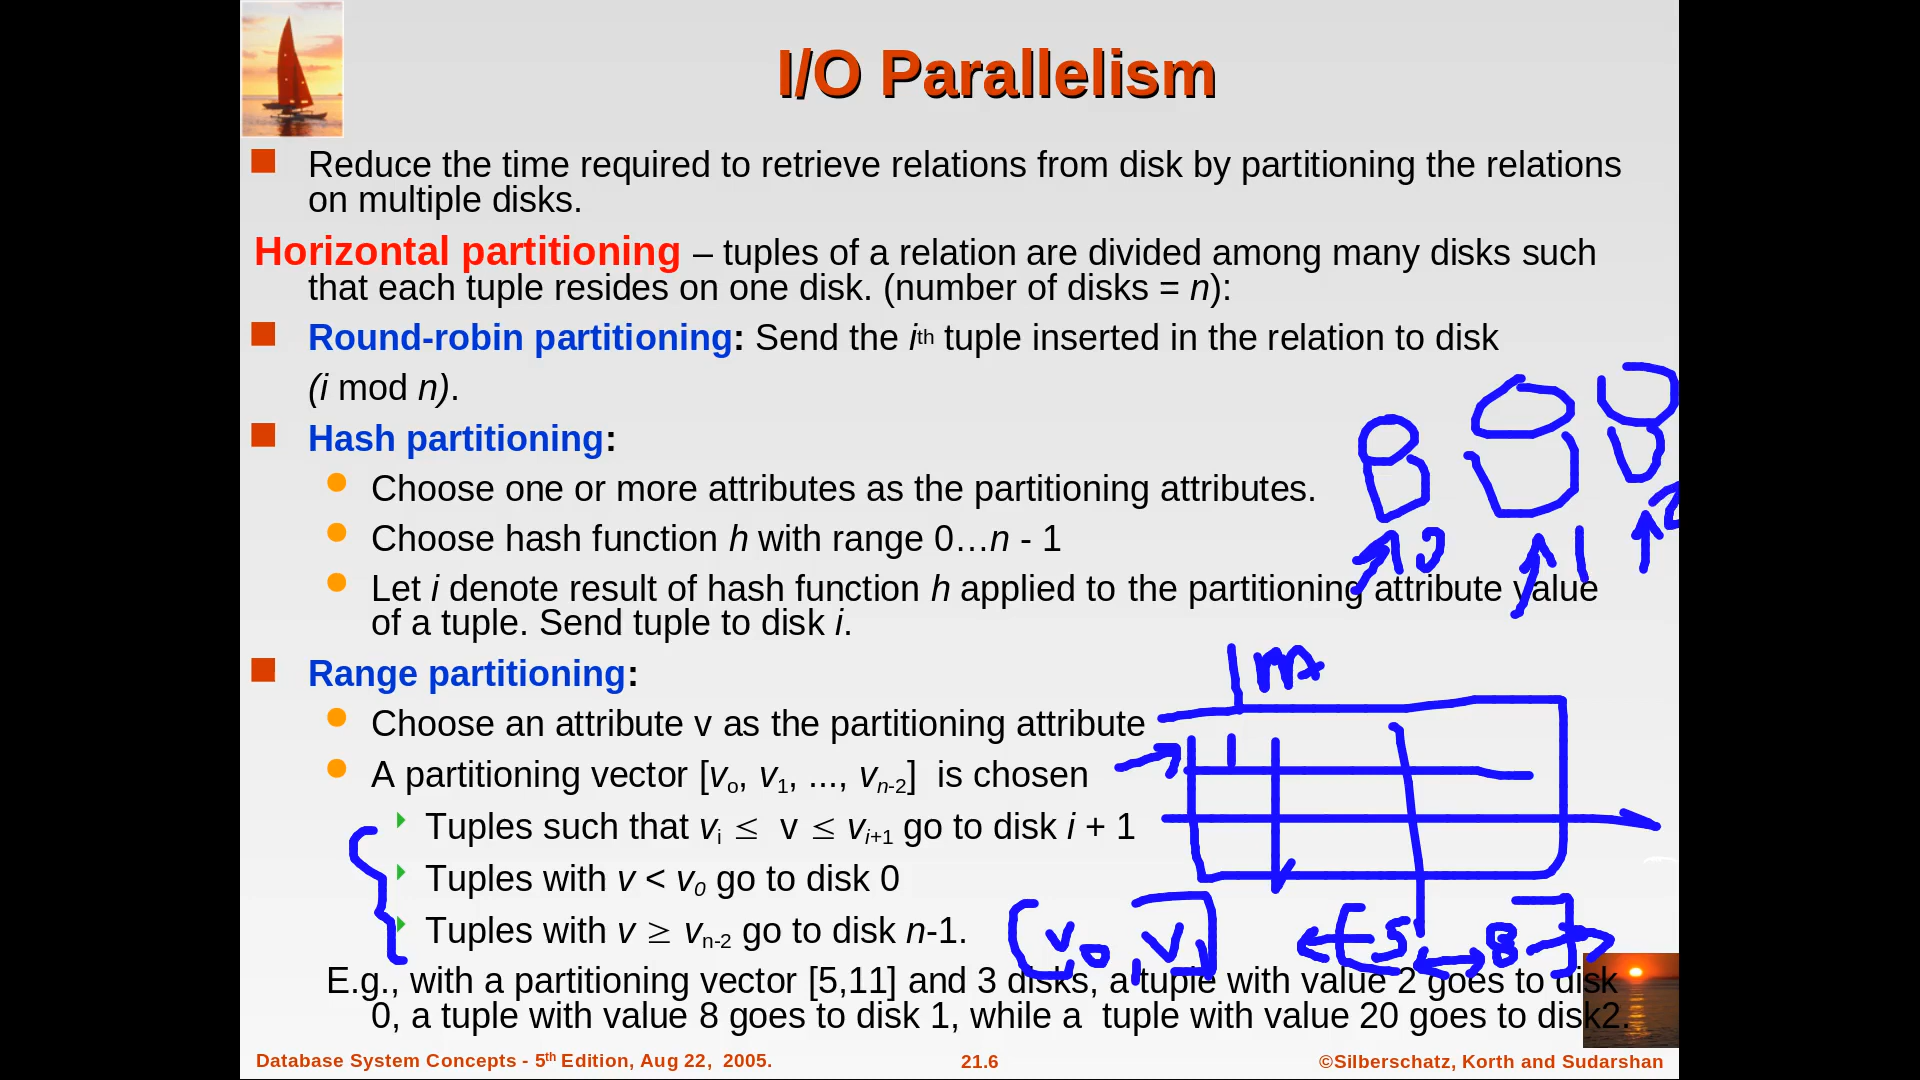 I/O Parallelism
Reduce the time required to retrieve relations from disk by partitioning the relations
on multiple disks.
Horizontal partitioning – tuples of a relation are divided among many disks such
that each tuple resides on one disk. (number of disks = n):
Round-robin partitioning: Send the ith tuple inserted in the relation to disk
(i mod n).
Hash partitioning:
Choose one or more attributes as the partitioning attributes.
Choose hash function h with range 0…n - 1
Let i denote result of hash function h applied to the partitioning attribute value
of a tuple. Send tuple to disk i.
Range partitioning:
Choose an attribute v as the partitioning attribute
A partitioning vector [vo, v1, ..., vn-2] is chosen
Tuples such that vi ≤ v ≤ vi+1 go to disk i + 1
Tuples with v < v0 go to disk 0
Tuples with v ≥ vn-2 go to disk n-1.
[v0, v1]
[5 8]
E.g., with a partitioning vector [5,11] and 3 disks, a tuple with value 2 goes to disk
0, a tuple with value 8 goes to disk 1, while a tuple with value 20 goes to disk2.
Database System Concepts - 5th Edition, Aug 22, 2005.
21.6
©Silberschatz, Korth and Sudarshan